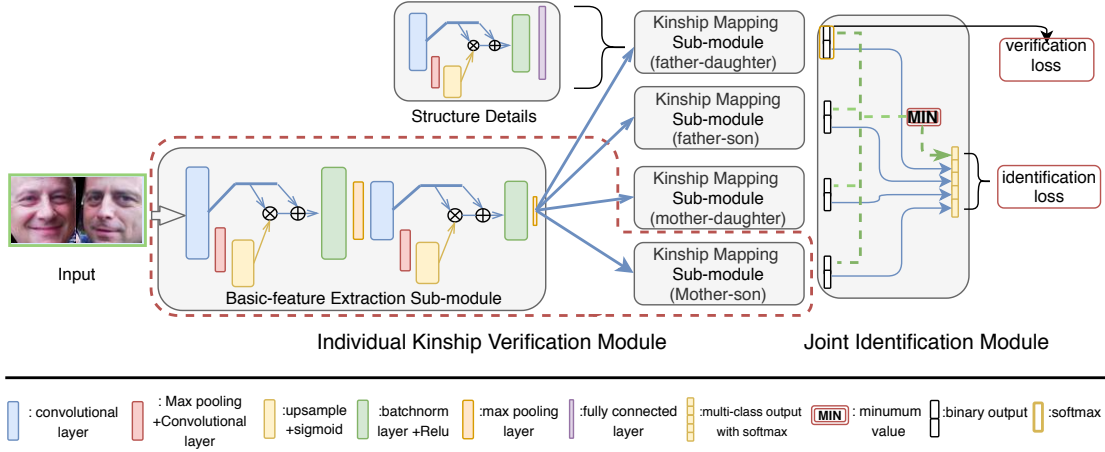 Kinship Mapping
Sub-module
(father-daughter)
verification
loss
Structure Details
Kinship Mapping
Sub-module
(father-son)
MIN
Kinship Mapping
Sub-module
(mother-daughter)
identification
loss
Input
Basic-feature Extraction Sub-module
Kinship Mapping
Sub-module
(Mother-son)
Individual Kinship Verification Module
Joint Identification Module
: convolutional
layer
: Max pooling
+Convolutional
layer
:upsample
+sigmoid
:batchnorm
layer +Relu
:max pooling
layer
:fully connected
layer
:multi-class output
with softmax
MIN
: minumum
value
:binary output
:softmax